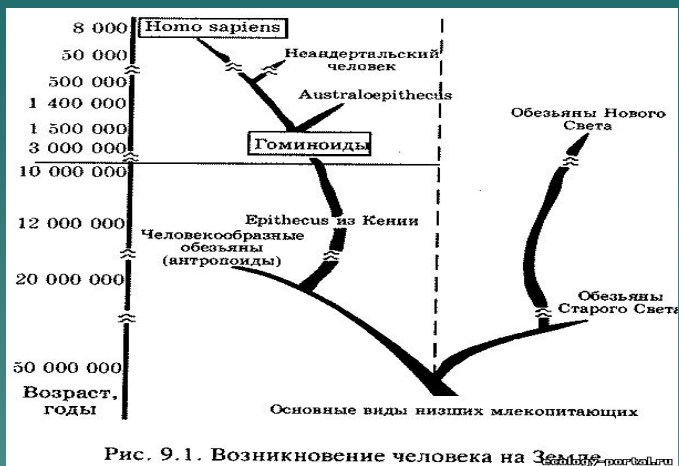 8 000
Homo sapiens
50 000
Неандертальский
человек
500 000
1 400 000
Australoepithecus
1 500 000
3 000 000
Гоминоиды
Обезьяны Нового
Света
10 000 000
12 000 000
Epithecus из Кении
Человекообразные
обезьяны
(антропоиды)
20 000 000
Обезьяны
Старого Света
50 000 000
Возраст,
годы
Основные виды низших млекопитающих
Рис. 9.1. Возникновение человека на Земле
ecology-portal.ru